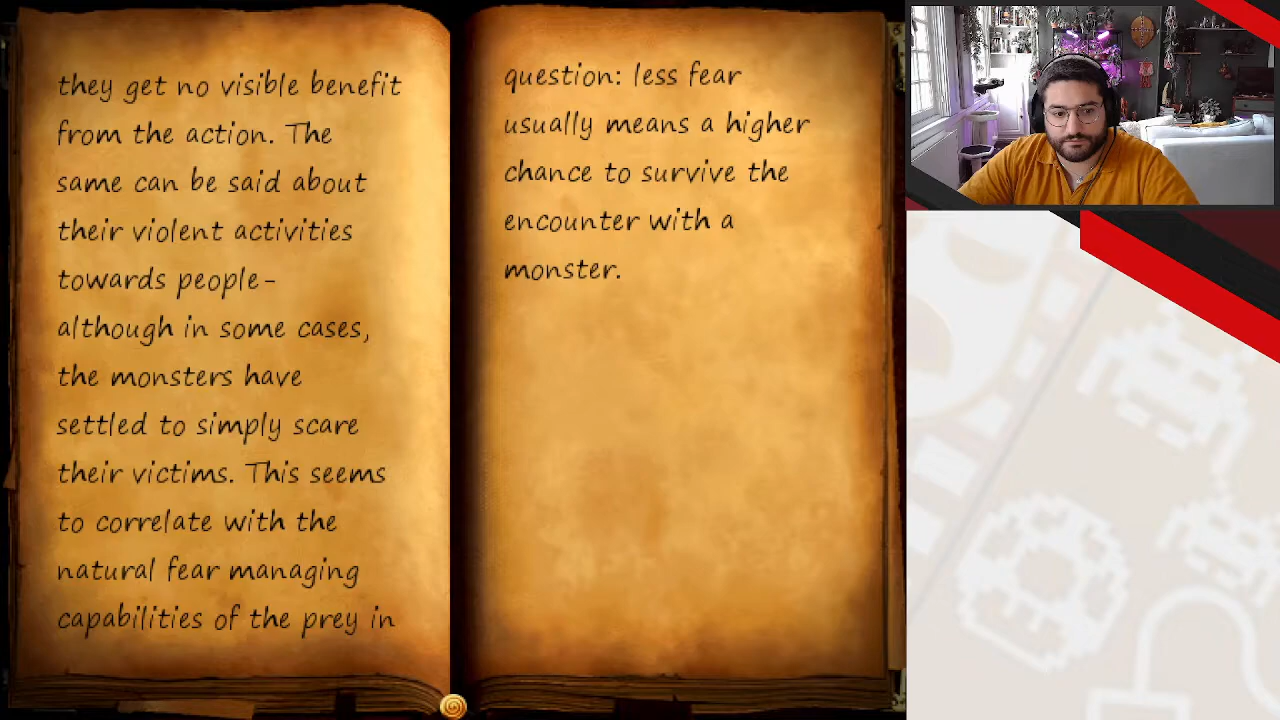 they get no visible benefit
from the action. The
same can be said about
their violent activities
towards people-
although in some cases,
the monsters have
settled to simply scare
their victims. This seems
to correlate with the
natural fear managing
capabilities of the prey in
question: less fear
usually means a higher
chance to survive the
encounter with a
monster.